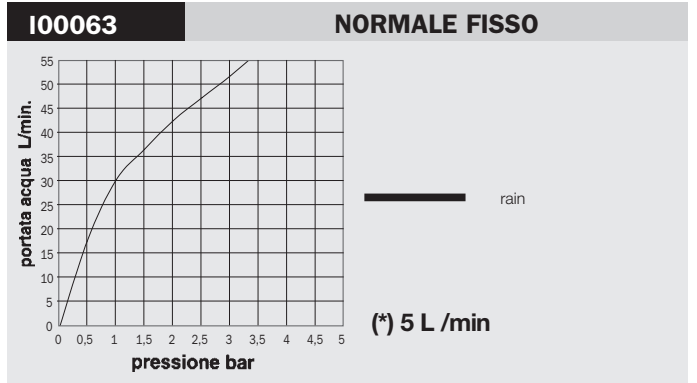 I00063
NORMALE FISSO
portata acqua L/min.
55
50
45
40
35
30
25
20
15
10
5
0
0 0,5 1 1,5 2 2,5 3 3,5 4 4,5 5
pressione bar
rain
(*) 5 L /min